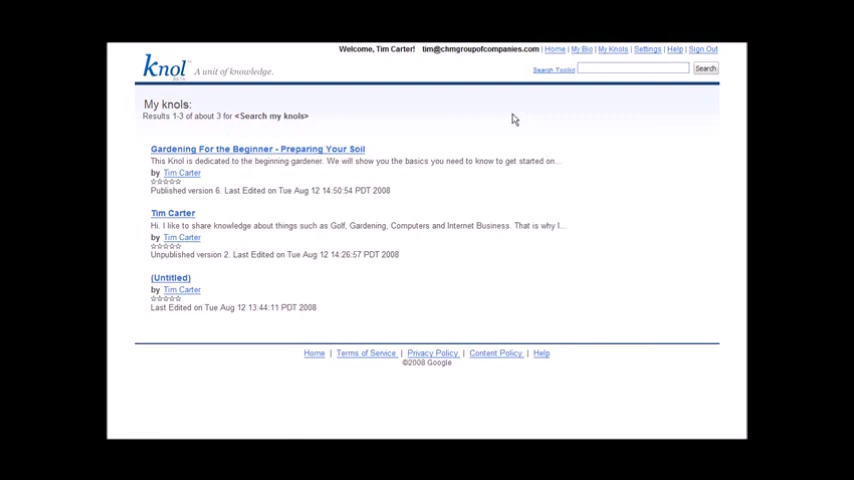 Welcome, Tim Carter! tim@chmgroupofcompanies.com | Home | My Bio | My Knols | Settings | Help | Sign Out
knol BETA A unit of knowledge.
Search Toolkit Search
My knols:
Results 1-3 of about 3 for <Search my knols>
Gardening For the Beginner - Preparing Your Soil
This Knol is dedicated to the beginning gardener. We will show you the basics you need to know to get started on...
by Tim Carter
Published version 6. Last Edited on Tue Aug 12 14:50:54 PDT 2008
Tim Carter
Hi. I like to share knowledge about things such as Golf, Gardening, Computers and Internet Business. That is why I...
by Tim Carter
Unpublished version 2. Last Edited on Tue Aug 12 14:26:57 PDT 2008
(Untitled)
by Tim Carter
Last Edited on Tue Aug 12 13:44:11 PDT 2008
Home | Terms of Service | Privacy Policy | Content Policy | Help
©2008 Google